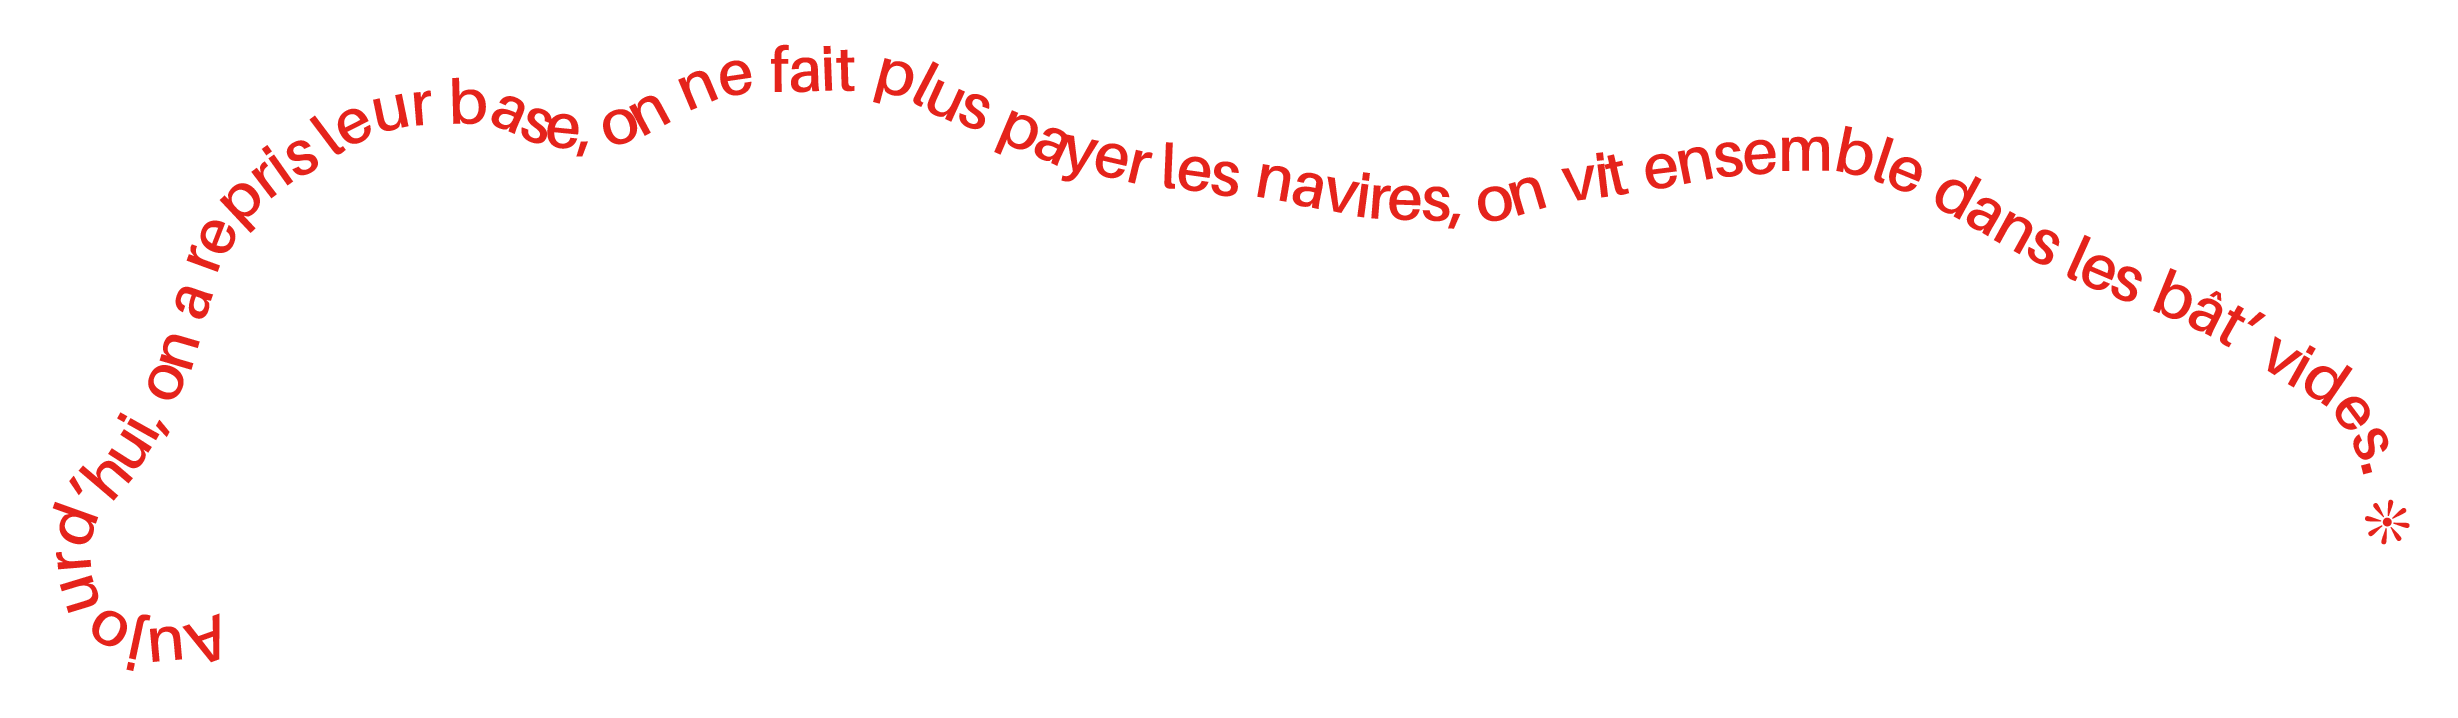 Aujourd’hui, on a repris leur base, on ne fait plus payer les navires, on vit ensemble dans les bât’ vides.